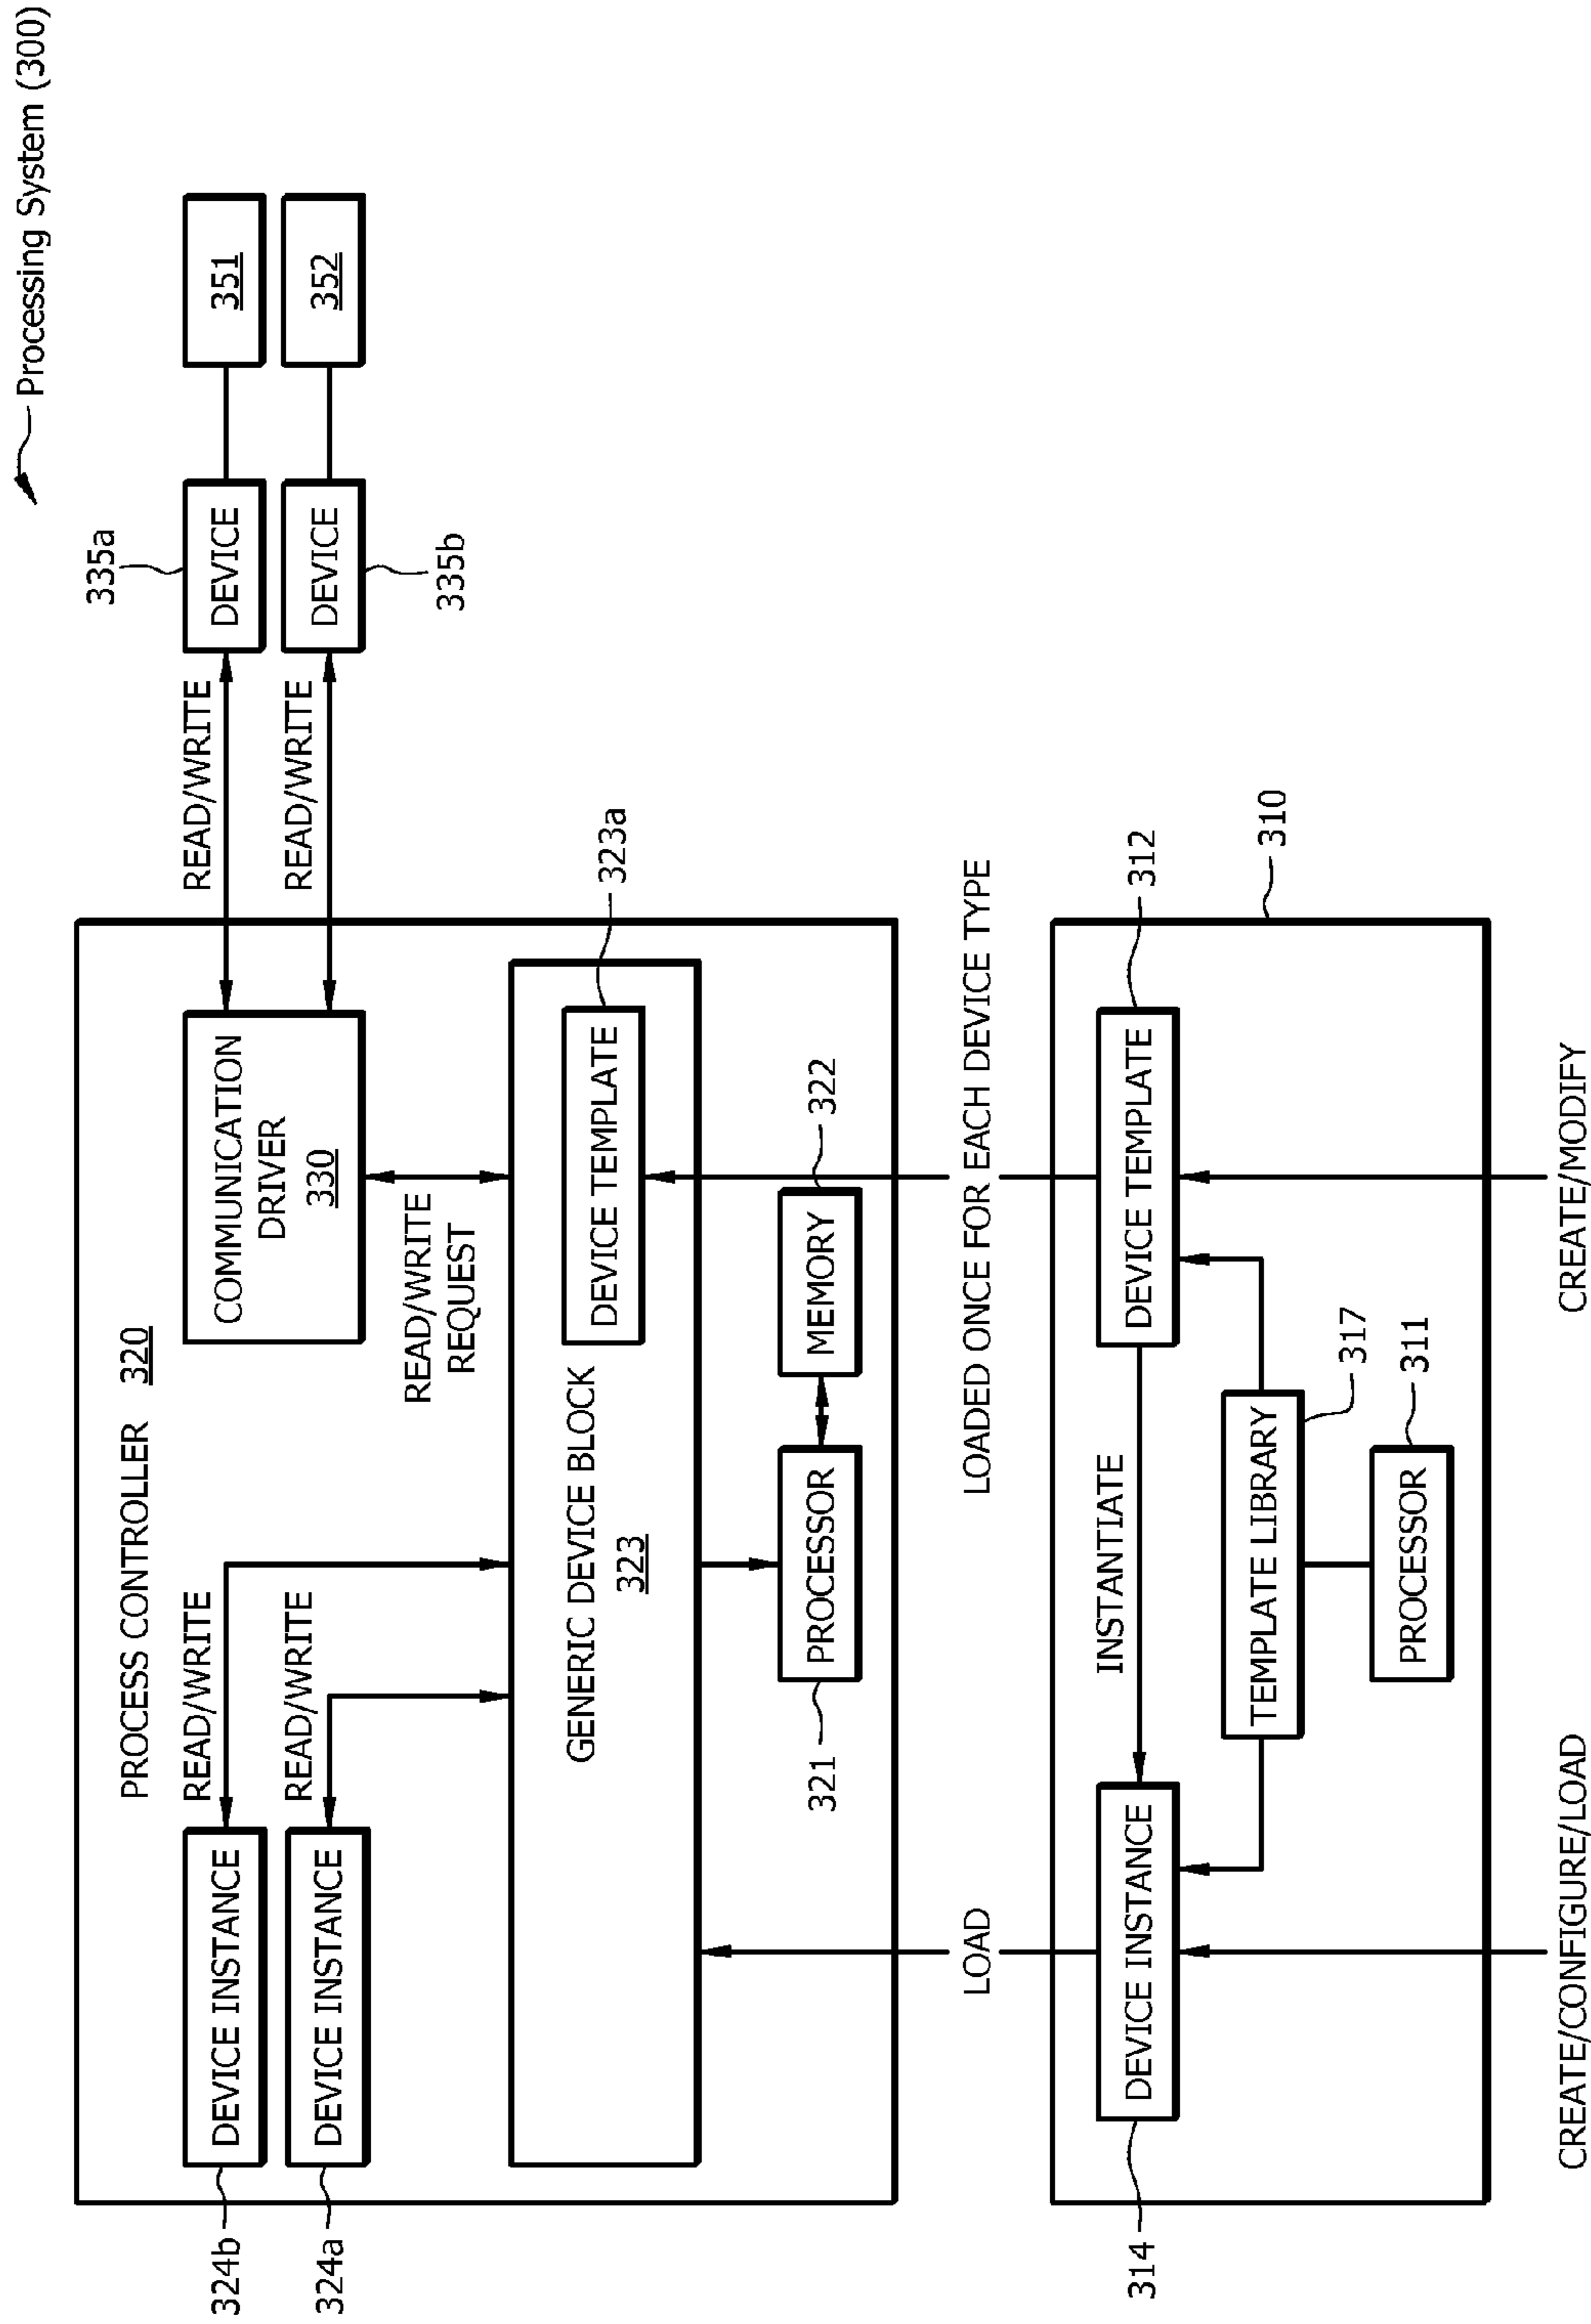 Processing System (300)
PROCESS CONTROLLER 320
324b
DEVICE INSTANCE
READ/WRITE
324a
DEVICE INSTANCE
READ/WRITE
COMMUNICATION
DRIVER
330
READ/WRITE
READ/WRITE
335a
DEVICE
351
DEVICE
335b
352
READ/WRITE
REQUEST
GENERIC DEVICE BLOCK
323
DEVICE TEMPLATE
323a
321
PROCESSOR
MEMORY
322
LOAD
LOADED ONCE FOR EACH DEVICE TYPE
314
DEVICE INSTANCE
INSTANTIATE
DEVICE TEMPLATE
312
310
TEMPLATE LIBRARY
317
PROCESSOR
311
CREATE/CONFIGURE/LOAD
CREATE/MODIFY